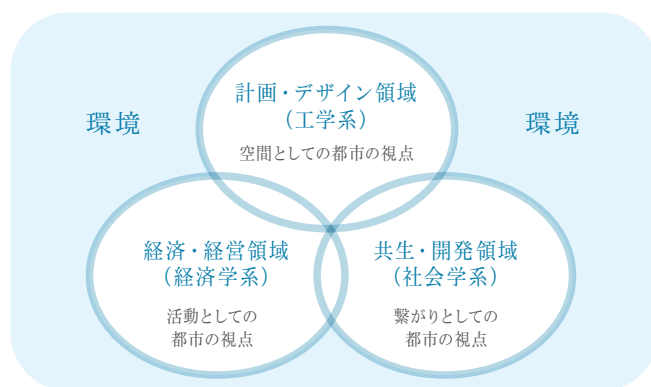 計画・デザイン領域
（工学系）
空間としての都市の視点
環境
環境
経済・経営領域
（経済学系）
活動としての
都市の視点
共生・開発領域
（社会学系）
繋がりとしての
都市の視点